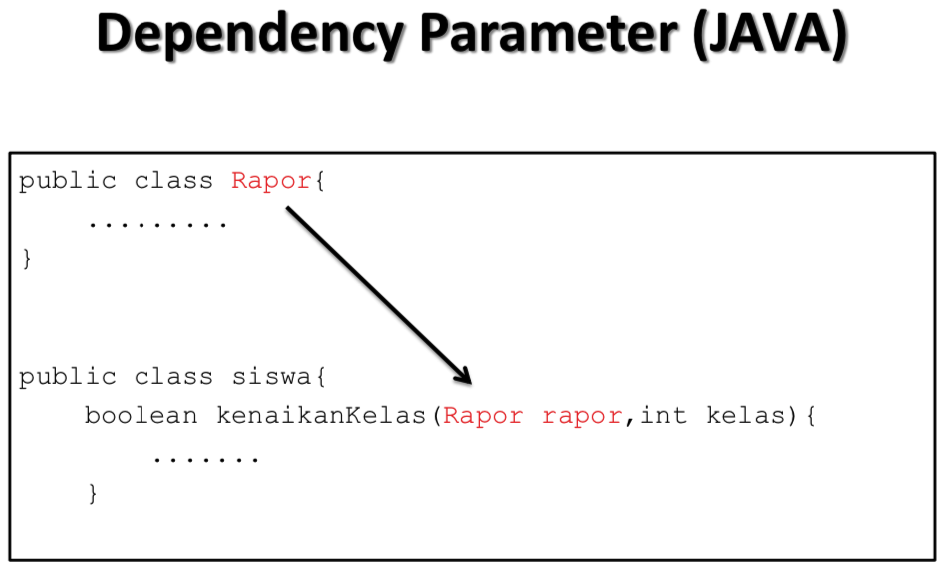 Dependency Parameter (JAVA)
public class Rapor{
.........
}
public class siswa{
boolean kenaikanKelas(Rapor rapor,int kelas){
.......
}